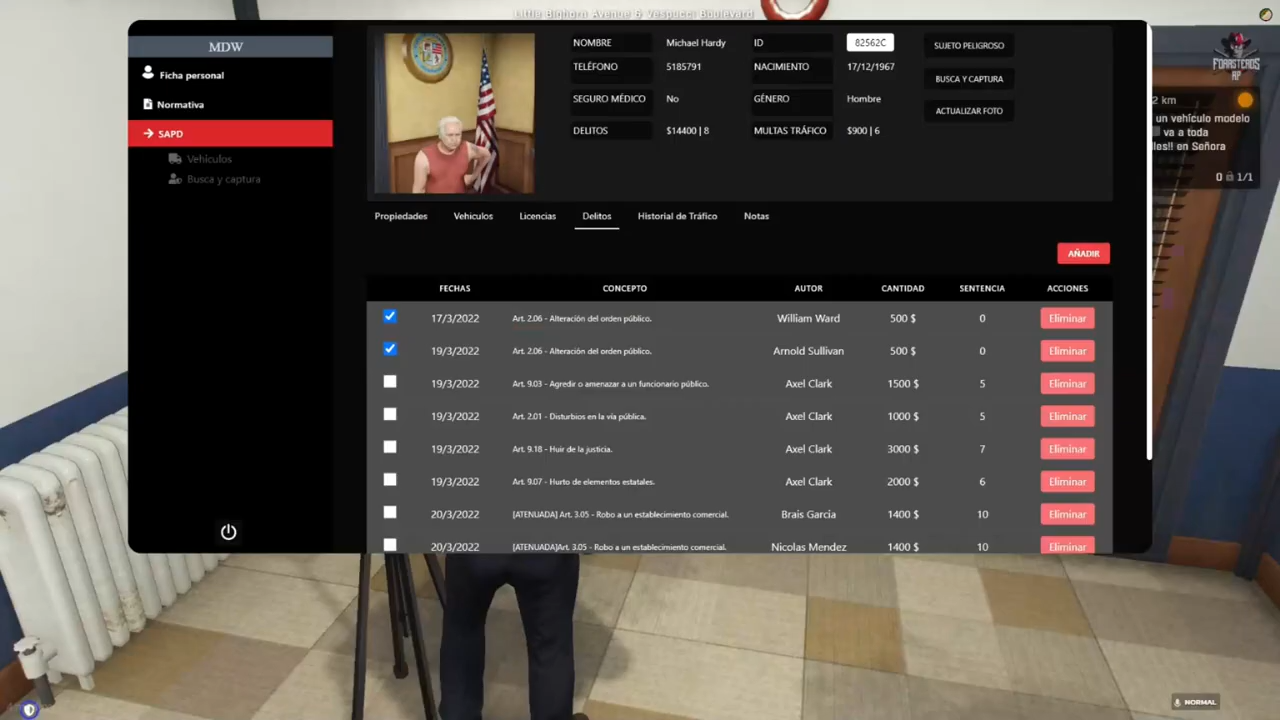 Little Bighorn Avenue & Vespucci Boulevard
MDW
Ficha personal
Normativa
SAPD
Vehículos
Busca y captura
NOMBRE Michael Hardy ID 82562C SUJETO PELIGROSO
TELÉFONO 5185791 NACIMIENTO 17/12/1967 BUSCA Y CAPTURA
SEGURO MÉDICO No GÉNERO Hombre ACTUALIZAR FOTO
DELITOS $14400 | 8 MULTAS TRÁFICO $900 | 6
Propiedades Vehiculos Licencias Delitos Historial de Tráfico Notas
AÑADIR
FECHAS CONCEPTO AUTOR CANTIDAD SENTENCIA ACCIONES
17/3/2022 Art. 2.06 - Alteración del orden público. William Ward 500 $ 0 Eliminar
19/3/2022 Art. 2.06 - Alteración del orden público. Arnold Sullivan 500 $ 0 Eliminar
19/3/2022 Art. 9.03 - Agredir o amenazar a un funcionario público. Axel Clark 1500 $ 5 Eliminar
19/3/2022 Art. 2.01 - Disturbios en la vía pública. Axel Clark 1000 $ 5 Eliminar
19/3/2022 Art. 9.18 - Huir de la justicia. Axel Clark 3000 $ 7 Eliminar
19/3/2022 Art. 9.07 - Hurto de elementos estatales. Axel Clark 2000 $ 6 Eliminar
20/3/2022 [ATENUADA] Art. 3.05 - Robo a un establecimiento comercial. Brais Garcia 1400 $ 10 Eliminar
20/3/2022 [ATENUADA]Art. 3.05 - Robo a un establecimiento comercial. Nicolas Mendez 1400 $ 10 Eliminar
FORASTEROS
RP
2 km
un vehículo modelo
va a toda
les!! en Señora
0 1/1
NORMAL